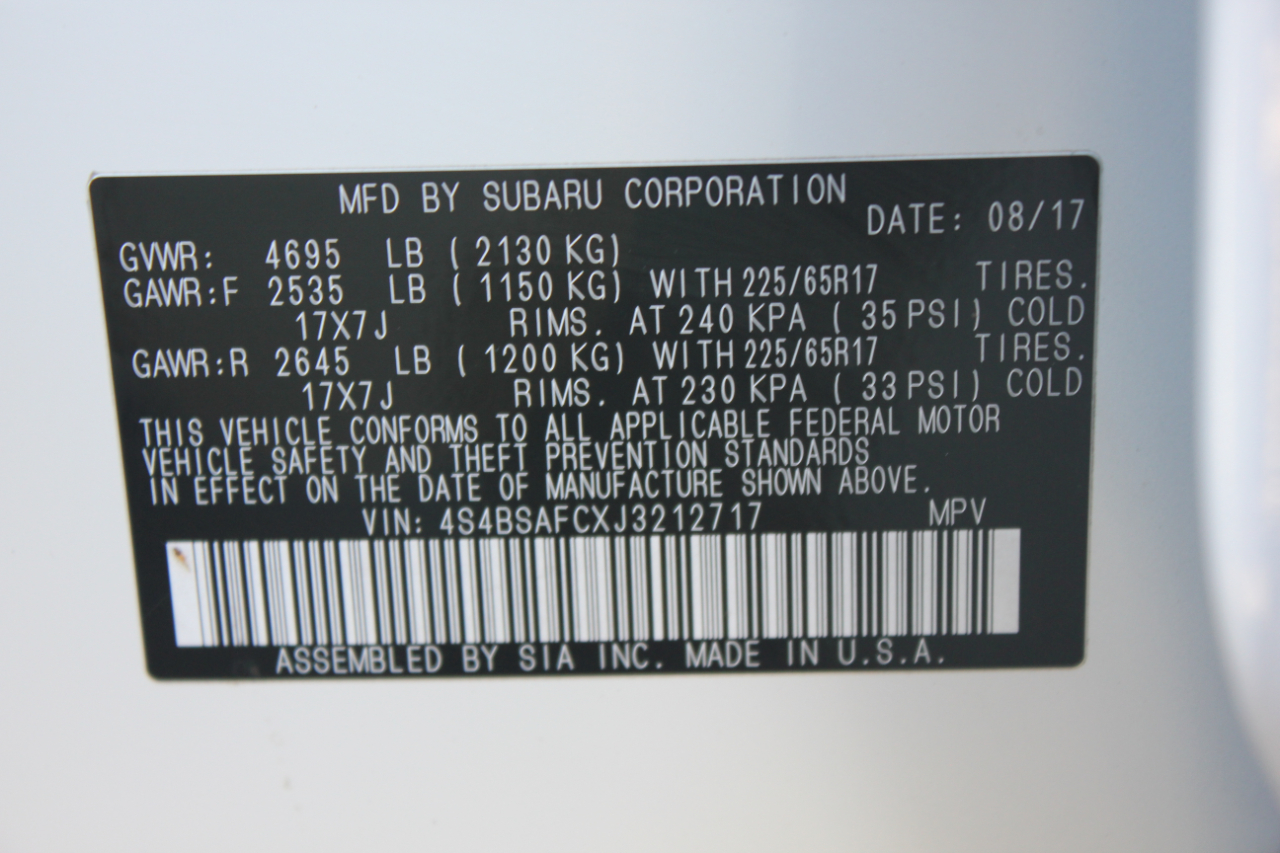 MFD BY SUBARU CORPORATION
DATE: 08/17
GVWR: 4695 LB ( 2130 KG)
GAWR:F 2535 LB ( 1150 KG) WITH 225/65R17 TIRES.
17X7J RIMS. AT 240 KPA ( 35 PSI) COLD
GAWR:R 2645 LB ( 1200 KG) WITH 225/65R17 TIRES.
17X7J RIMS. AT 230 KPA ( 33 PSI) COLD
THIS VEHICLE CONFORMS TO ALL APPLICABLE FEDERAL MOTOR
VEHICLE SAFETY AND THEFT PREVENTION STANDARDS
IN EFFECT ON THE DATE OF MANUFACTURE SHOWN ABOVE.
VIN: 4S4BSAFCXJ3212717 MPV
ASSEMBLED BY SIA INC. MADE IN U.S.A.